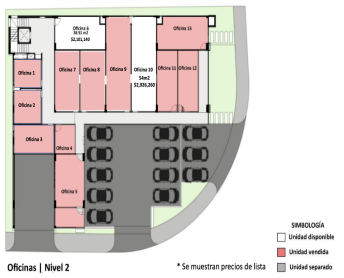 Oficina 6
38.91 m2
$2,101,140
Oficina 13
Oficina 1
Oficina 7
Oficina 8
Oficina 9
Oficina 10
54m2
$2,926,260
Oficina 11
Oficina 12
Oficina 2
Oficina 3
Oficina 4
Oficina 5
SIMBOLOGÍA
Unidad disponible
Unidad vendida
Unidad separado
Oficinas | Nivel 2
* Se muestran precios de lista